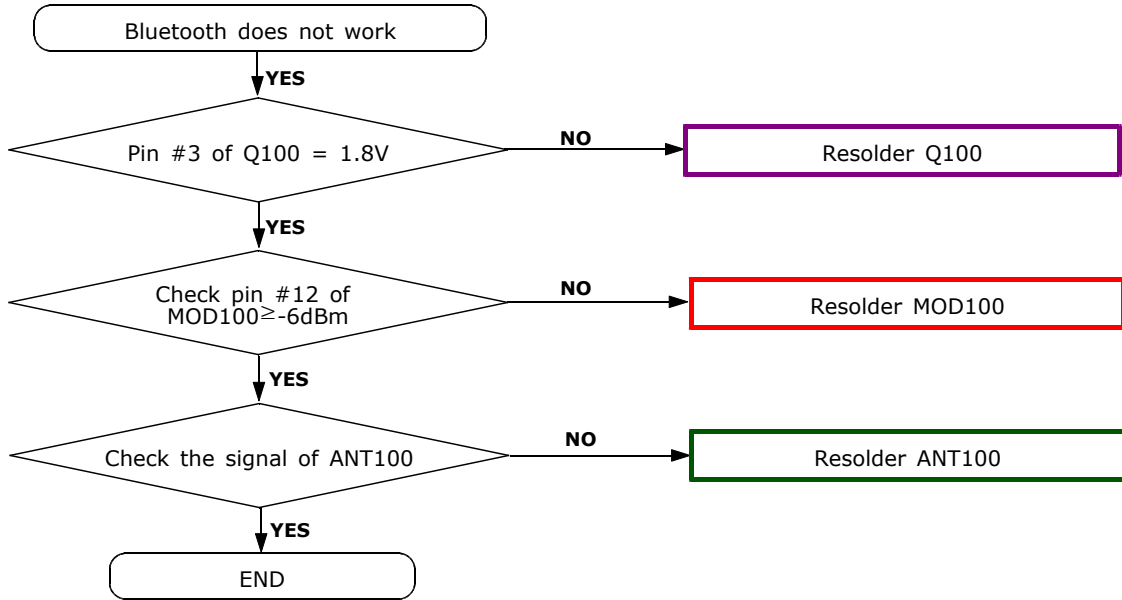 Bluetooth does not work
YES
Pin #3 of Q100 = 1.8V
NO
Resolder Q100
YES
Check pin #12 of
MOD100≥-6dBm
NO
Resolder MOD100
YES
Check the signal of ANT100
NO
Resolder ANT100
YES
END